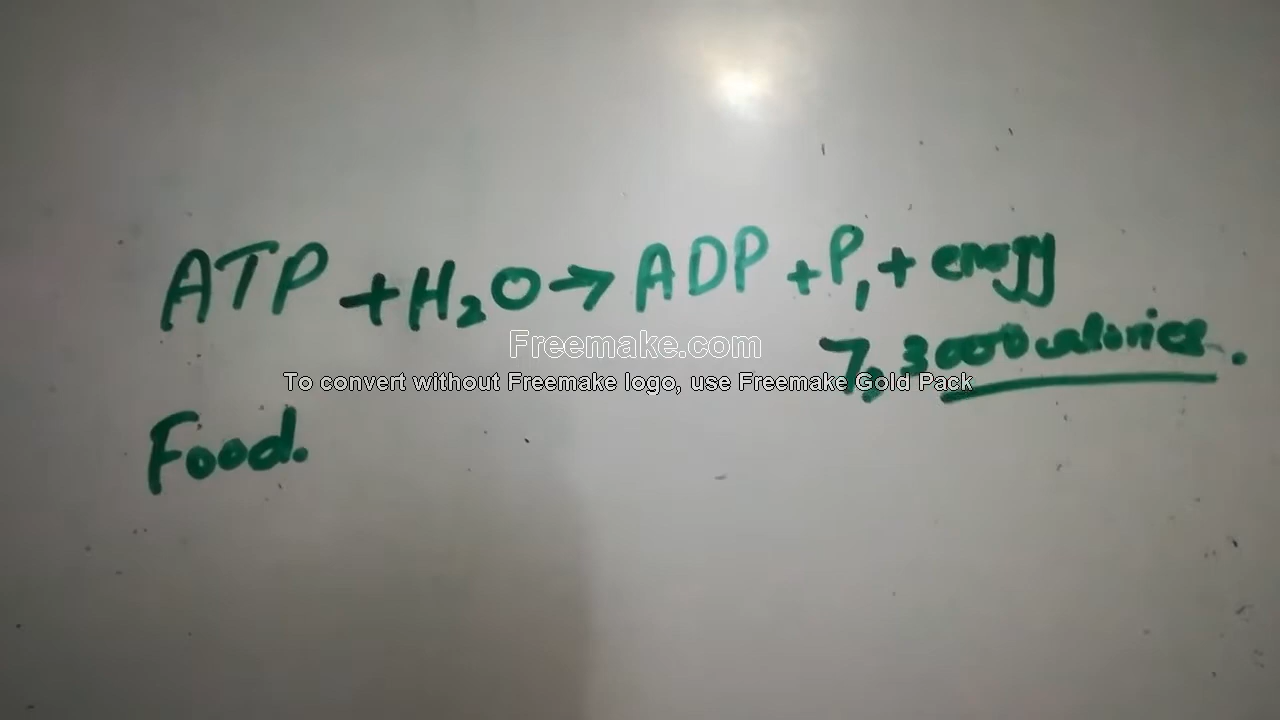 ATP + H₂O → ADP + Pi + energy
7,3000 calories.
Freemake.com
To convert without Freemake logo, use Freemake Gold Pack
Food.